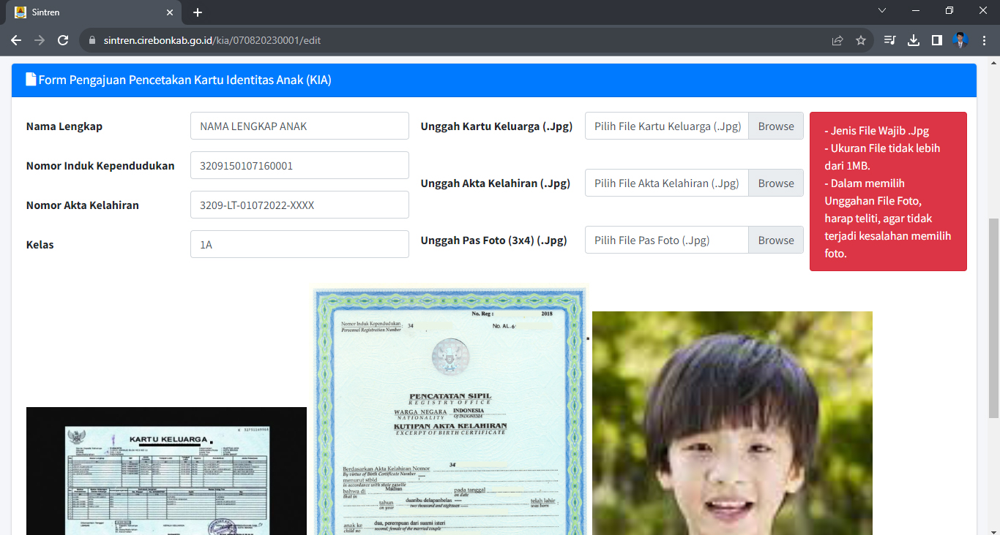 Sintren
sintren.cirebonkab.go.id/kia/070820230001/edit
Form Pengajuan Pencetakan Kartu Identitas Anak (KIA)
Nama Lengkap
NAMA LENGKAP ANAK
Nomor Induk Kependudukan
3209150107160001
Nomor Akta Kelahiran
3209-LT-01072022-XXXX
Kelas
1A
Unggah Kartu Keluarga (.Jpg)
Pilih File Kartu Keluarga (.Jpg)
Browse
Unggah Akta Kelahiran (.Jpg)
Pilih File Akta Kelahiran (.Jpg)
Browse
Unggah Pas Foto (3x4) (.Jpg)
Pilih File Pas Foto (.Jpg)
Browse
- Jenis File Wajib .Jpg
- Ukuran File tidak lebih
dari 1MB.
- Dalam memilih
Unggahan File Foto,
harap teliti, agar tidak
terjadi kesalahan memilih
foto.
KARTU KELUARGA
No. Reg :
2018
Nomor Induk Kependudukan :
34
Personnel Registration Number
No. AL.6
PENCATATAN SIPIL
REGISTRY OFFICE
WARGA NEGARA INDONESIA
NATIONALITY OF INDONESIA
KUTIPAN AKTA KELAHIRAN
EXCERPT OF BIRTH CERTIFICATE
Berdasarkan Akta Kelahiran Nomor
34
By virtue of Birth Certificate Number
menurut stbld
in accordance with state gazette
bahwa di
Madiun
pada tanggal
that in
on date
tahun
duaribu delapanbelas
telah lahir :
on year
two thousand and eighteen
was born
anak ke
dua, perempuan dari suami isteri
child no
second, female of the married couple